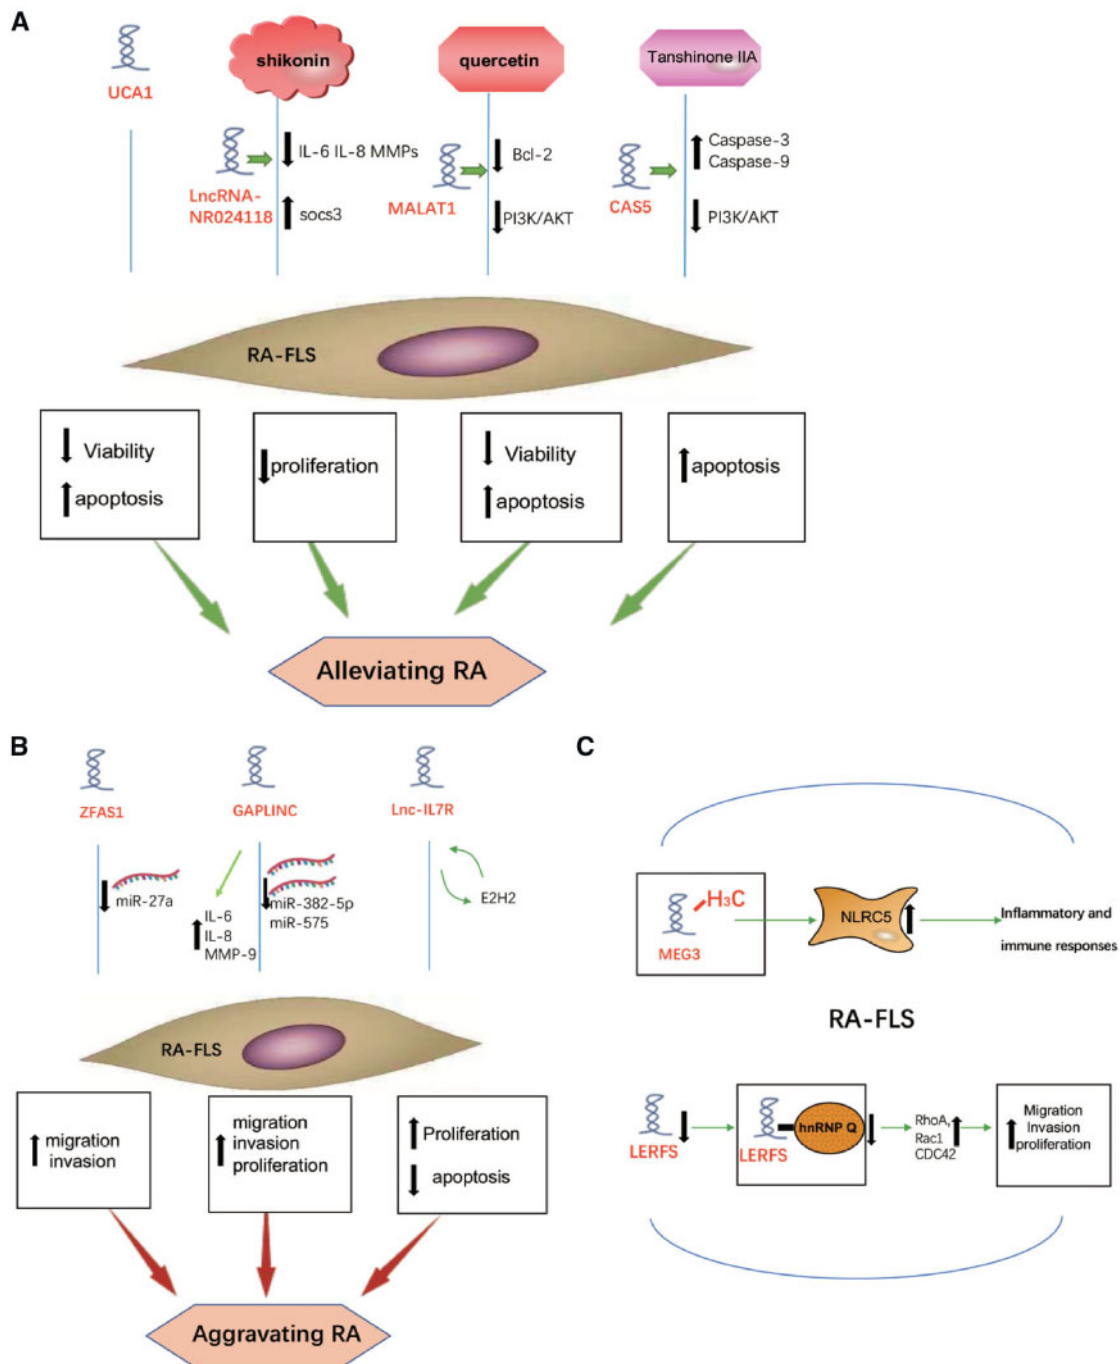 A
UCA1
shikonin
quercetin
Tanshinone IIA
LncRNA-
NR024118
IL-6 IL-8 MMPs
socs3
MALAT1
Bcl-2
PI3K/AKT
CAS5
Caspase-3
Caspase-9
PI3K/AKT
RA-FLS
Viability
apoptosis
proliferation
Viability
apoptosis
apoptosis
Alleviating RA
B
ZFAS1
GAPLINC
Lnc-IL7R
miR-27a
IL-6
IL-8
MMP-9
miR-382-5p
miR-575
E2H2
RA-FLS
migration
invasion
migration
invasion
proliferation
Proliferation
apoptosis
Aggravating RA
C
H3C
MEG3
NLRC5
Inflammatory and
immune responses
RA-FLS
LERFS
LERFS
hnRNP Q
RhoA,
Rac1
CDC42
Migration
Invasion
proliferation